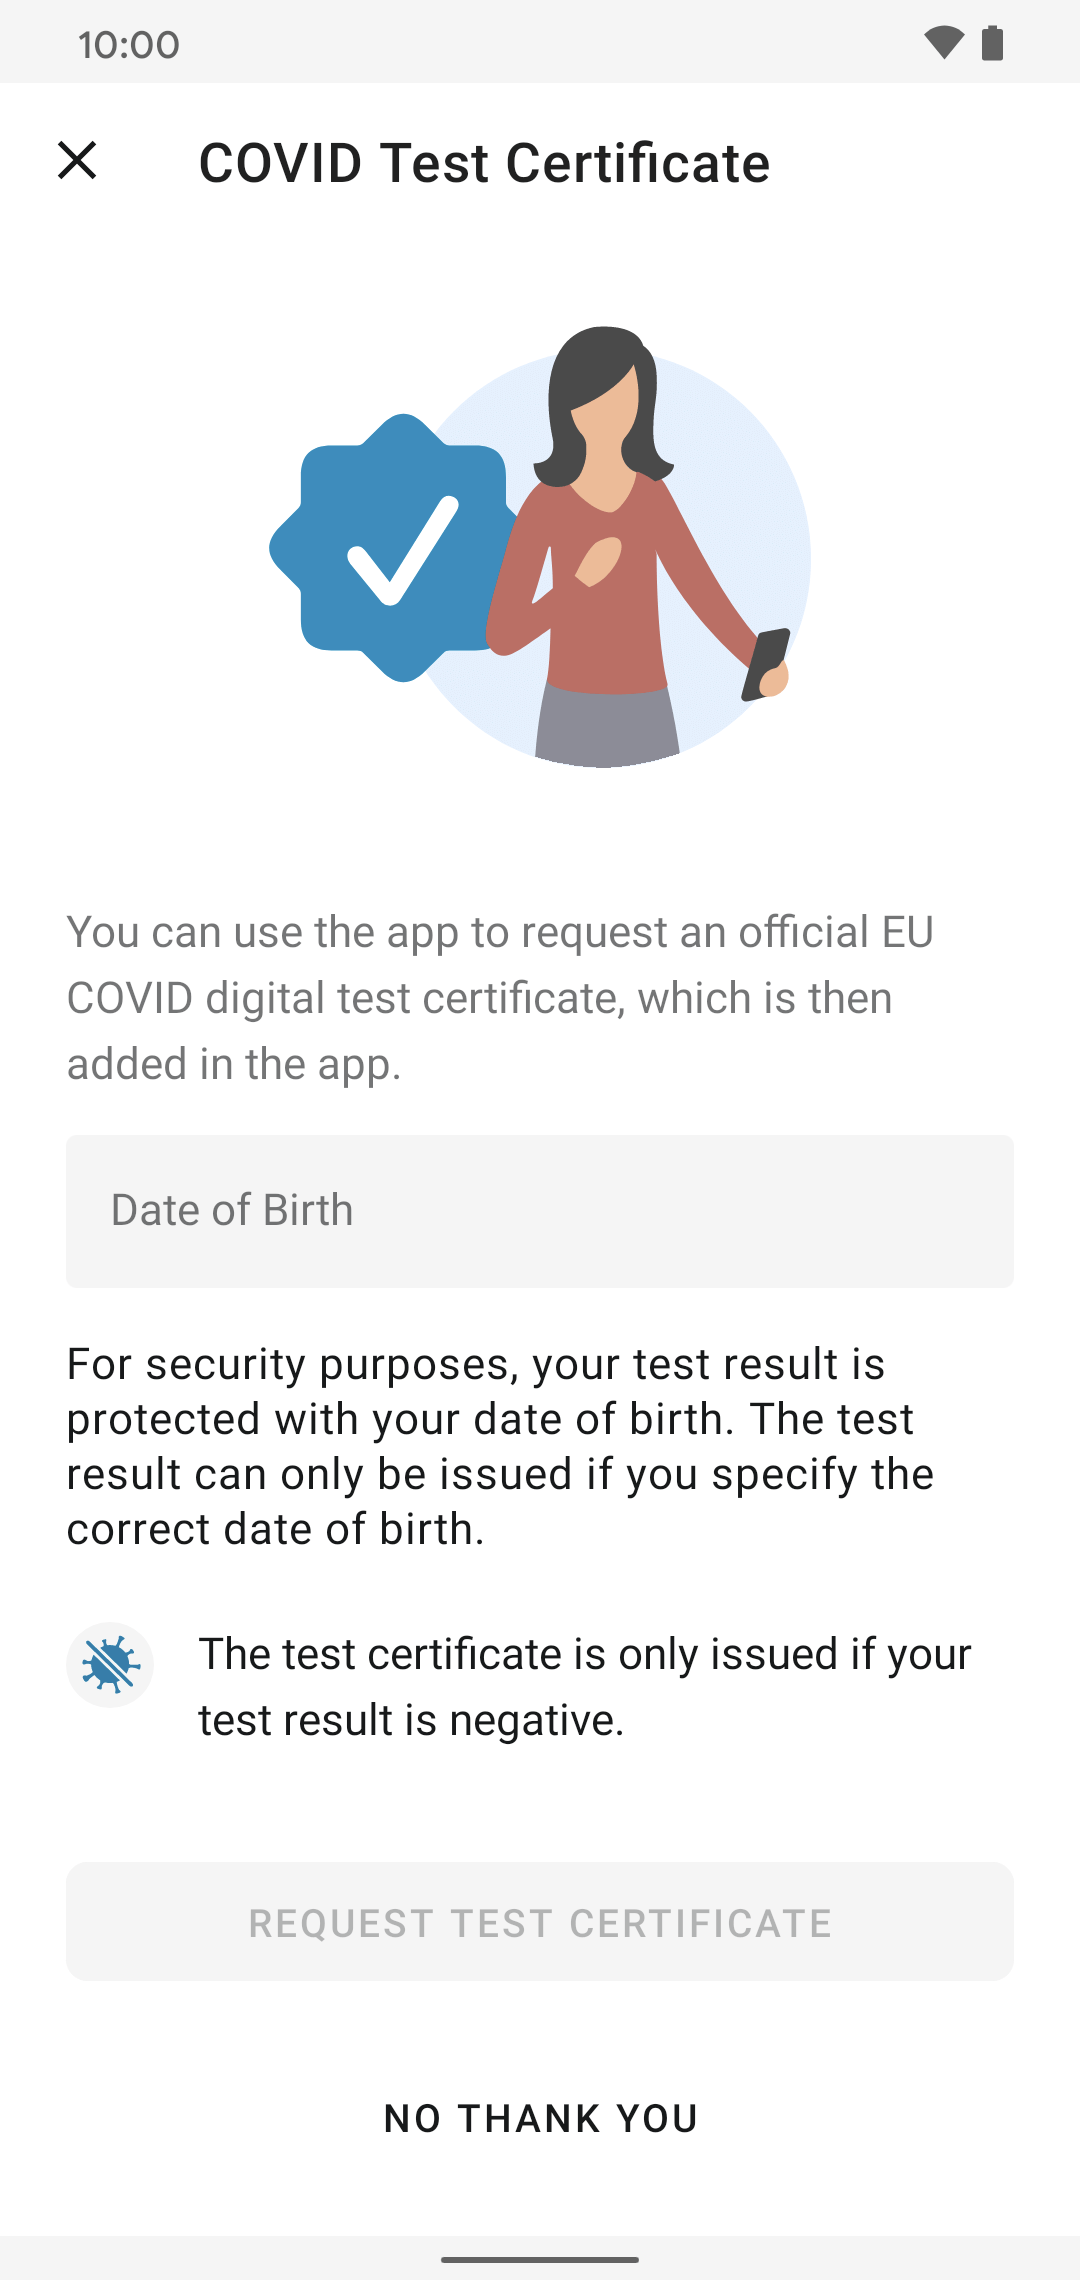 10:00
COVID Test Certificate
You can use the app to request an official EU
COVID digital test certificate, which is then
added in the app.
Date of Birth
For security purposes, your test result is
protected with your date of birth. The test
result can only be issued if you specify the
correct date of birth.
The test certificate is only issued if your
test result is negative.
REQUEST TEST CERTIFICATE
NO THANK YOU